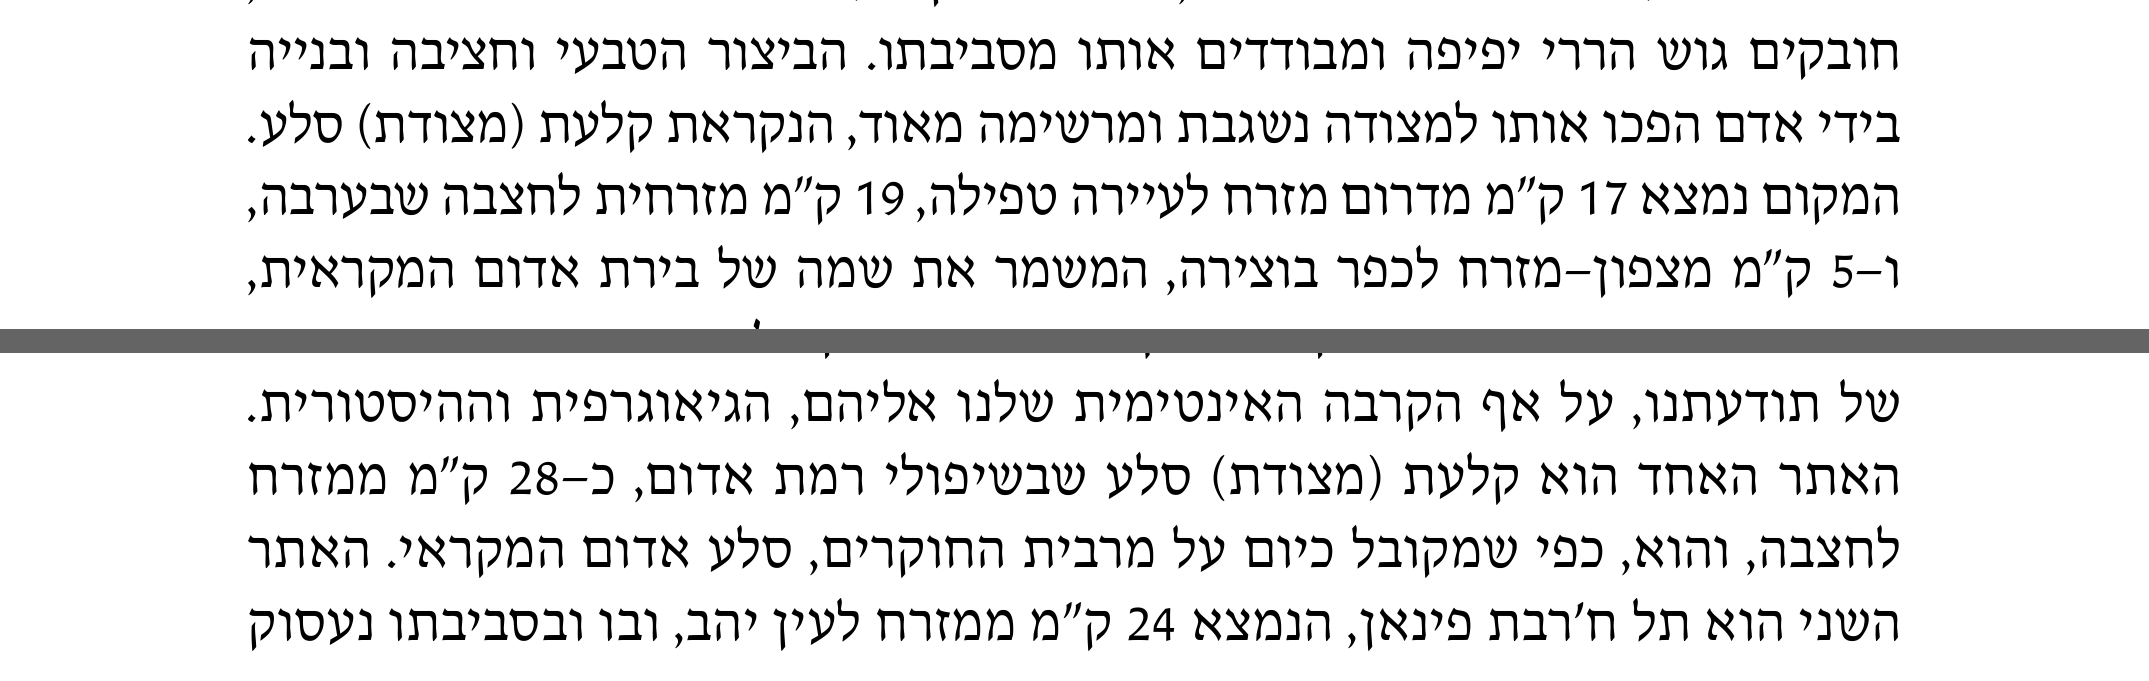 חובקים גוש הררי יפיפה ומבודדים אותו מסביבתו. הביצור הטבעי וחציבה ובנייה
בידי אדם הפכו אותו למצודה נשגבת ומרשימה מאוד, הנקראת קלעת (מצודת) סלע.
המקום נמצא 17 ק״מ מדרום מזרח לעיירה טפילה, 19 ק״מ מזרחית לחצבה שבערבה,
ו–5 ק״מ מצפון–מזרח לכפר בוצירה, המשמר את שמה של בירת אדום המקראית,
של תודעתנו, על אף הקרבה האינטימית שלנו אליהם, הגיאוגרפית וההיסטורית.
האתר האחד הוא קלעת (מצודת) סלע שבשיפולי רמת אדום, כ–28 ק״מ ממזרח
לחצבה, והוא, כפי שמקובל כיום על מרבית החוקרים, סלע אדום המקראי. האתר
השני הוא תל ח׳רבת פינאן, הנמצא 24 ק״מ ממזרח לעין יהב, ובו ובסביבתו נעסוק